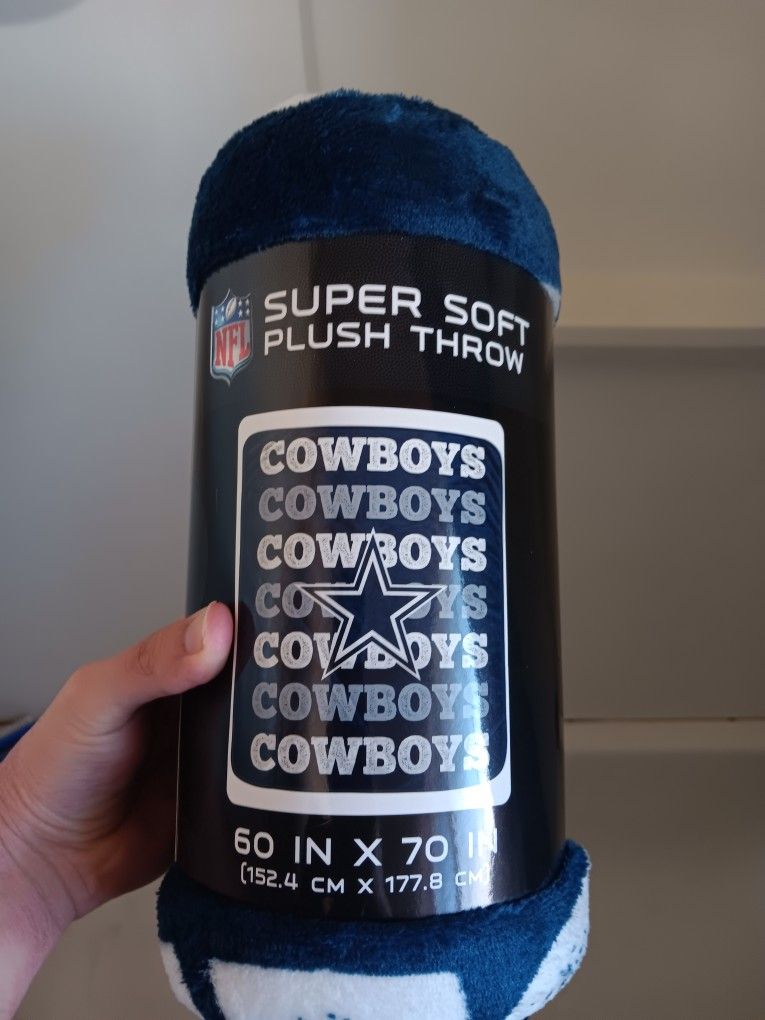 NFL
SUPER SOFT
PLUSH THROW
COWBOYS
COWBOYS
COWBOYS
COWBOYS
COWBOYS
COWBOYS
COWBOYS
60 IN X 70 IN
(152.4 CM X 177.8 CM)